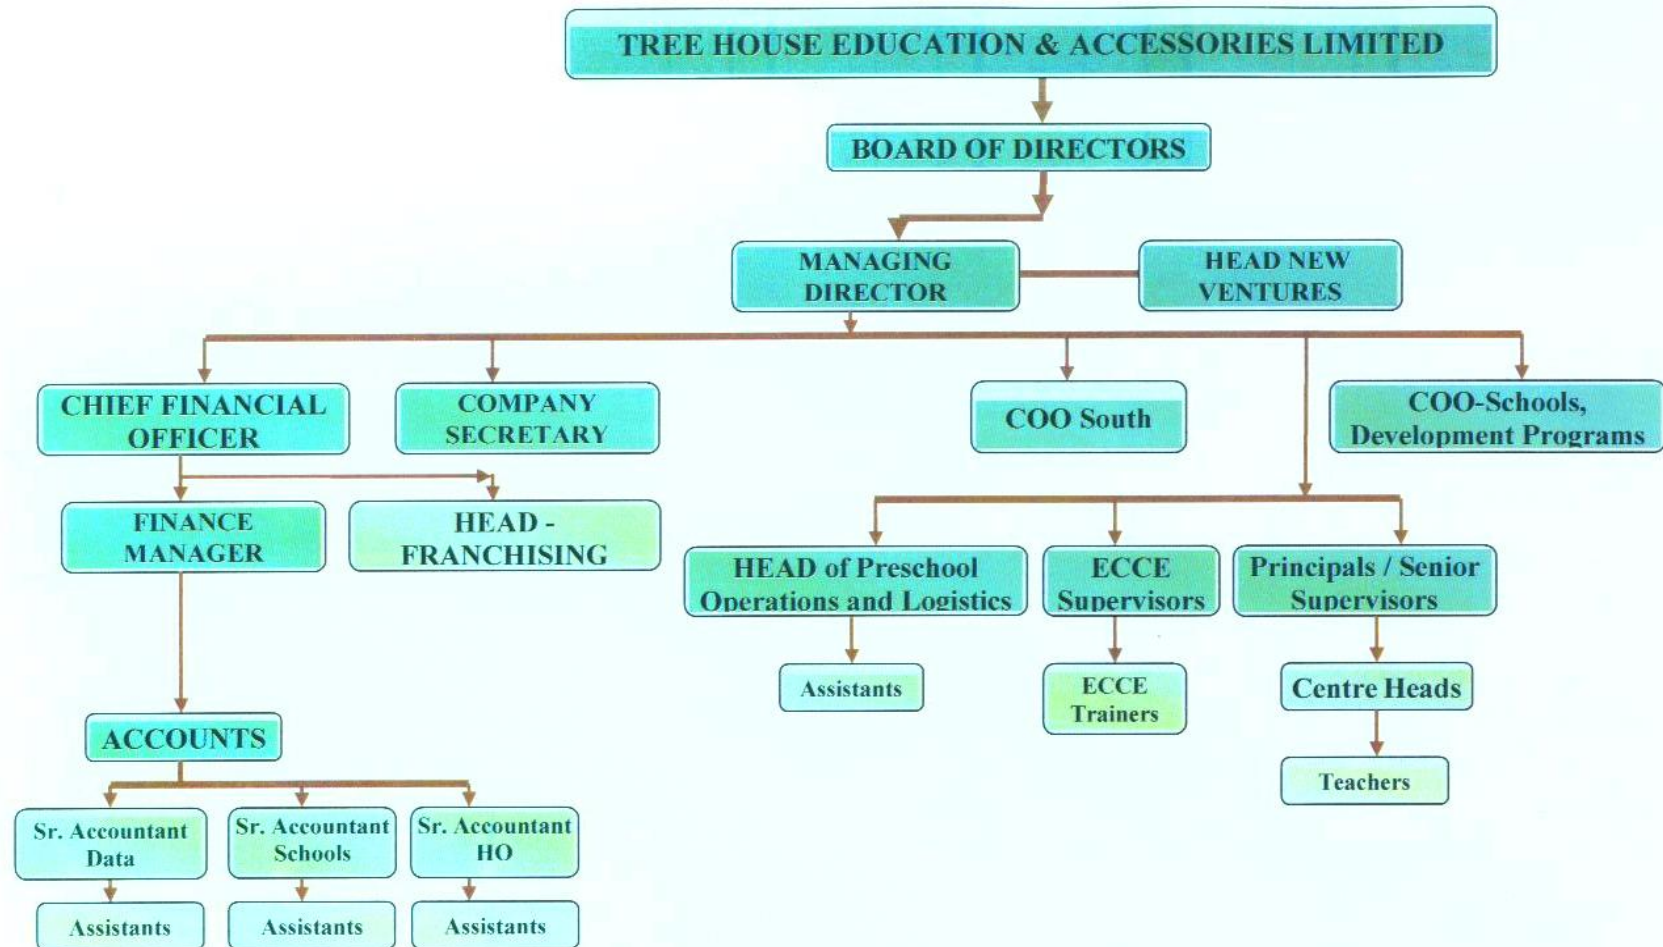 TREE HOUSE EDUCATION & ACCESSORIES LIMITED
BOARD OF DIRECTORS
MANAGING
DIRECTOR
HEAD NEW
VENTURES
CHIEF FINANCIAL
OFFICER
COMPANY
SECRETARY
COO South
COO-Schools,
Development Programs
FINANCE
MANAGER
HEAD -
FRANCHISING
HEAD of Preschool
Operations and Logistics
ECCE
Supervisors
Principals / Senior
Supervisors
Assistants
ECCE
Trainers
Centre Heads
Teachers
ACCOUNTS
Sr. Accountant
Data
Sr. Accountant
Schools
Sr. Accountant
HO
Assistants
Assistants
Assistants